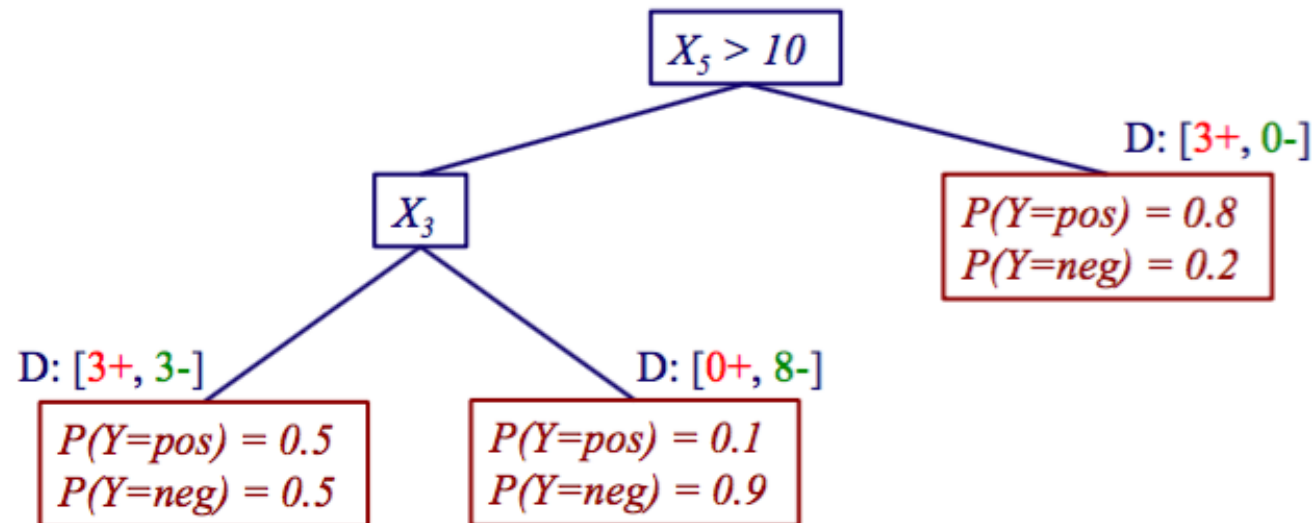 X₅ > 10
D: [3+, 0-]
X₃
P(Y=pos) = 0.8
P(Y=neg) = 0.2
D: [3+, 3-]
D: [0+, 8-]
P(Y=pos) = 0.5
P(Y=neg) = 0.5
P(Y=pos) = 0.1
P(Y=neg) = 0.9